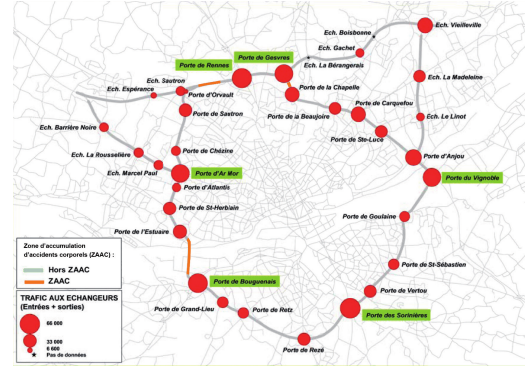 Ech. Boisbonne
Ech. Vieilleville
Porte de Gesvres
Ech. Gachet
Porte de Rennes
Ech. La Bérangerais
Ech. Sautron
Ech. La Madeleine
Ech. Espérance
Porte d'Orvault
Porte de la Chapelle
Porte de Sautron
Porte de Carquefou
Porte de la Beaujoire
Ech. Le Linot
Ech. Barrière Noire
Porte de Ste-Luce
Porte de Chézine
Ech. La Rousselière
Porte d'Anjou
Ech. Marcel Paul
Porte d'Ar Mor
Porte du Vignoble
Porte d'Atlantis
Porte de St-Herblain
Porte de Goulaine
Porte de l'Estuaire
Zone d'accumulation
d'accidents corporels (ZAAC) :
Hors ZAAC
ZAAC
Porte de St-Sébastien
Porte de Bouguenais
TRAFIC AUX ECHANGEURS
(Entrées + sorties)
Porte de Vertou
Porte de Grand-Lieu
Porte de Retz
Porte des Sorinières
66 000
33 000
6 600
Pas de données
Porte de Rezé